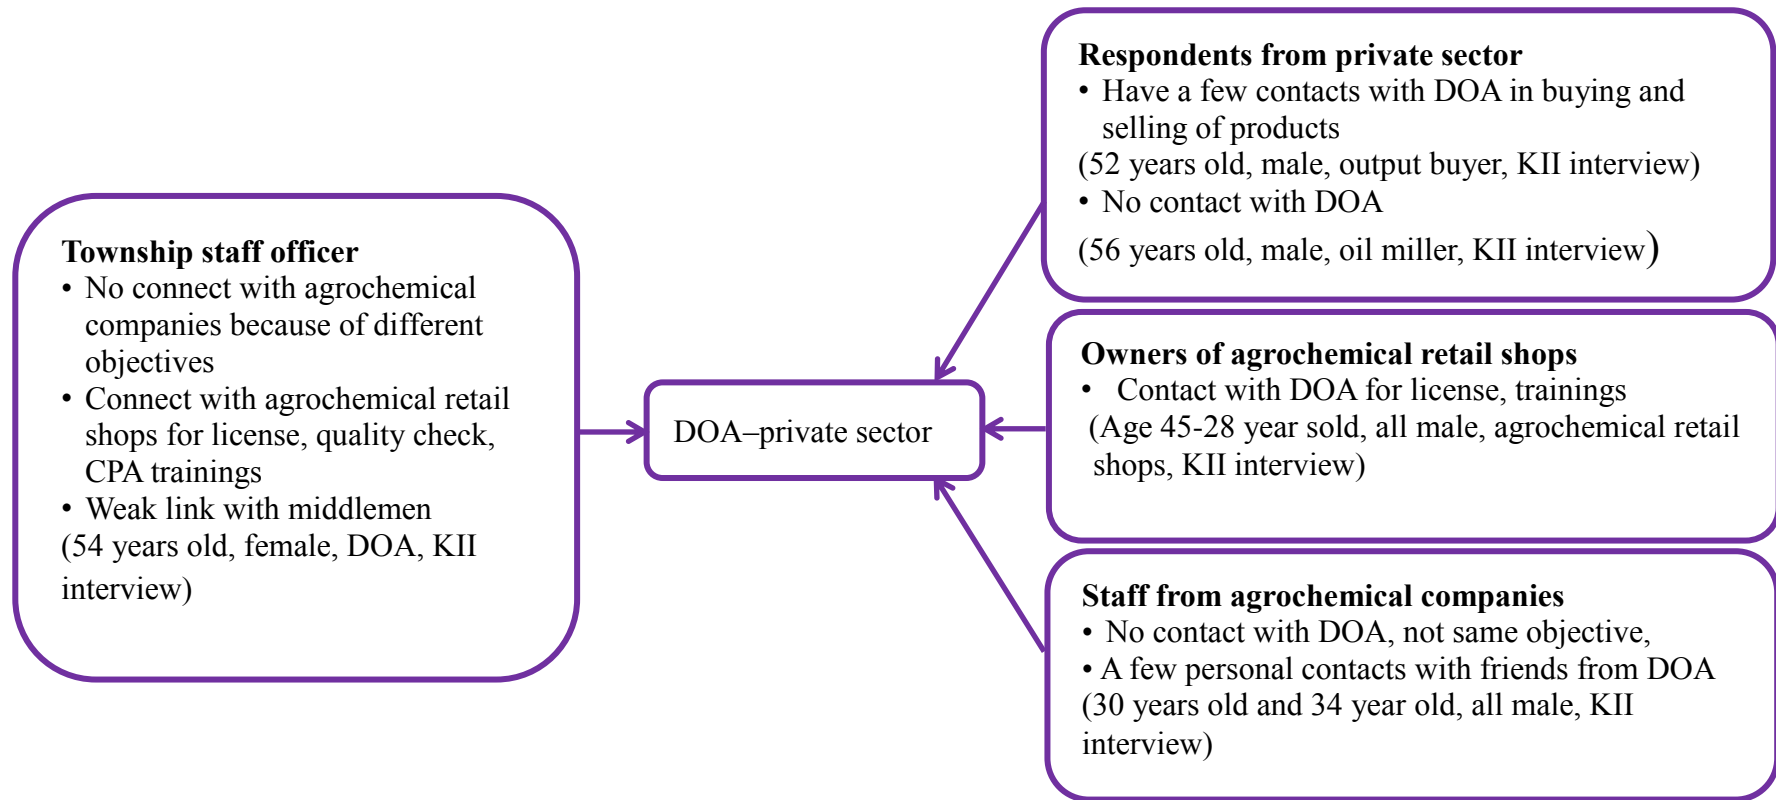 Township staff officer
• No connect with agrochemical
companies because of different
objectives
• Connect with agrochemical retail
shops for license, quality check,
CPA trainings
• Weak link with middlemen
(54 years old, female, DOA, KII
interview)
DOA–private sector
Respondents from private sector
• Have a few contacts with DOA in buying and
selling of products
(52 years old, male, output buyer, KII interview)
• No contact with DOA
(56 years old, male, oil miller, KII interview)
Owners of agrochemical retail shops
• Contact with DOA for license, trainings
(Age 45-28 year sold, all male, agrochemical retail
shops, KII interview)
Staff from agrochemical companies
• No contact with DOA, not same objective,
• A few personal contacts with friends from DOA
(30 years old and 34 year old, all male, KII
interview)